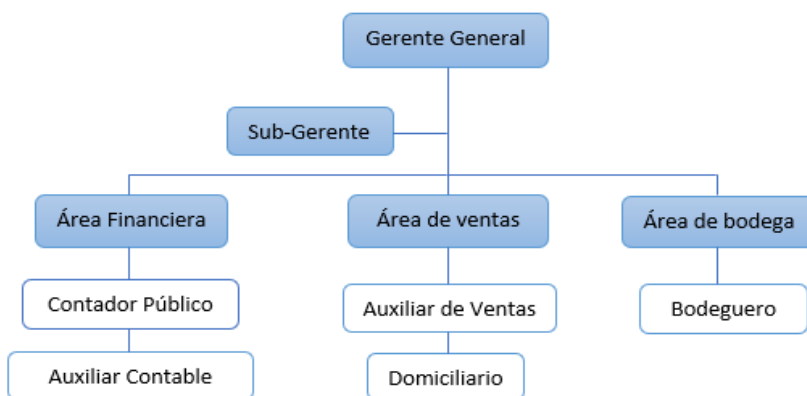 Gerente General
Sub-Gerente
Área Financiera
Área de ventas
Área de bodega
Contador Público
Auxiliar de Ventas
Bodeguero
Auxiliar Contable
Domiciliario